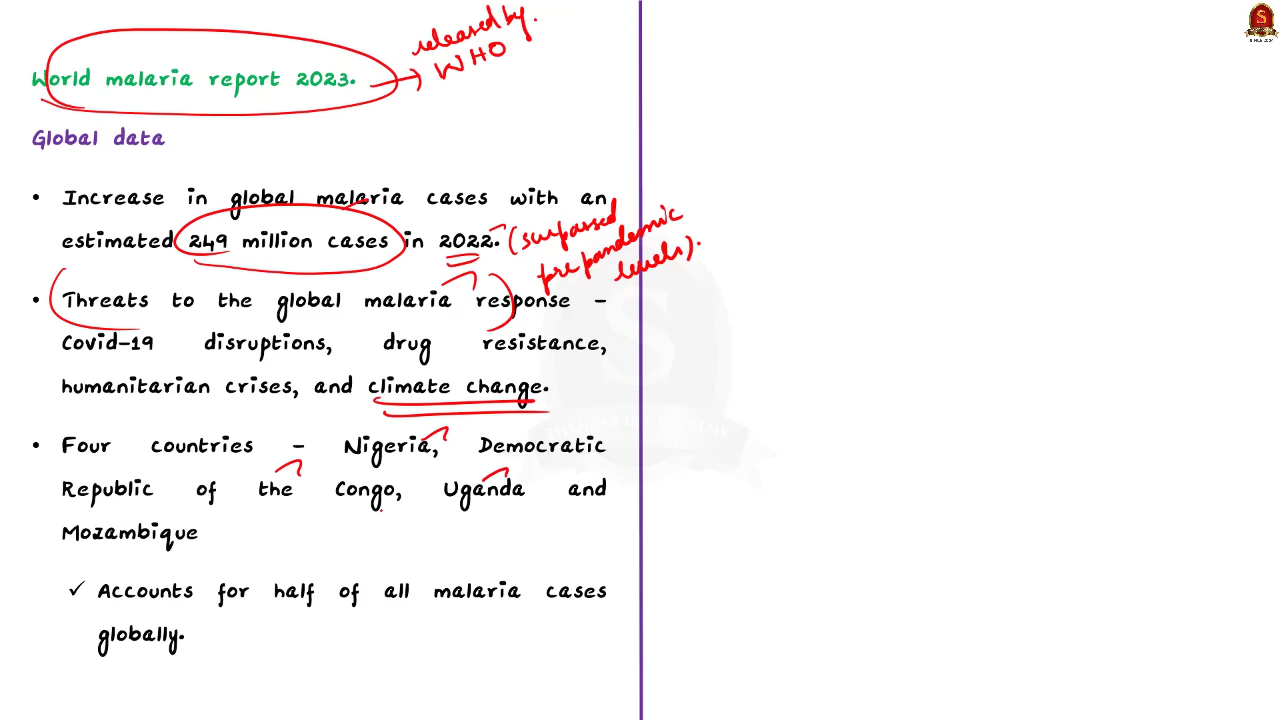 released by.
WHO
World malaria report 2023.
Global data
• Increase in global malaria cases with an
estimated 249 million cases in 2022.
(surpassed
pre pandemic
levels).
• Threats to the global malaria response –
Covid-19 disruptions, drug resistance,
humanitarian crises, and climate change.
• Four countries – Nigeria, Democratic
Republic of the Congo, Uganda and
Mozambique
✓ Accounts for half of all malaria cases
globally.
S
SHANKAR IAS ACADEMY